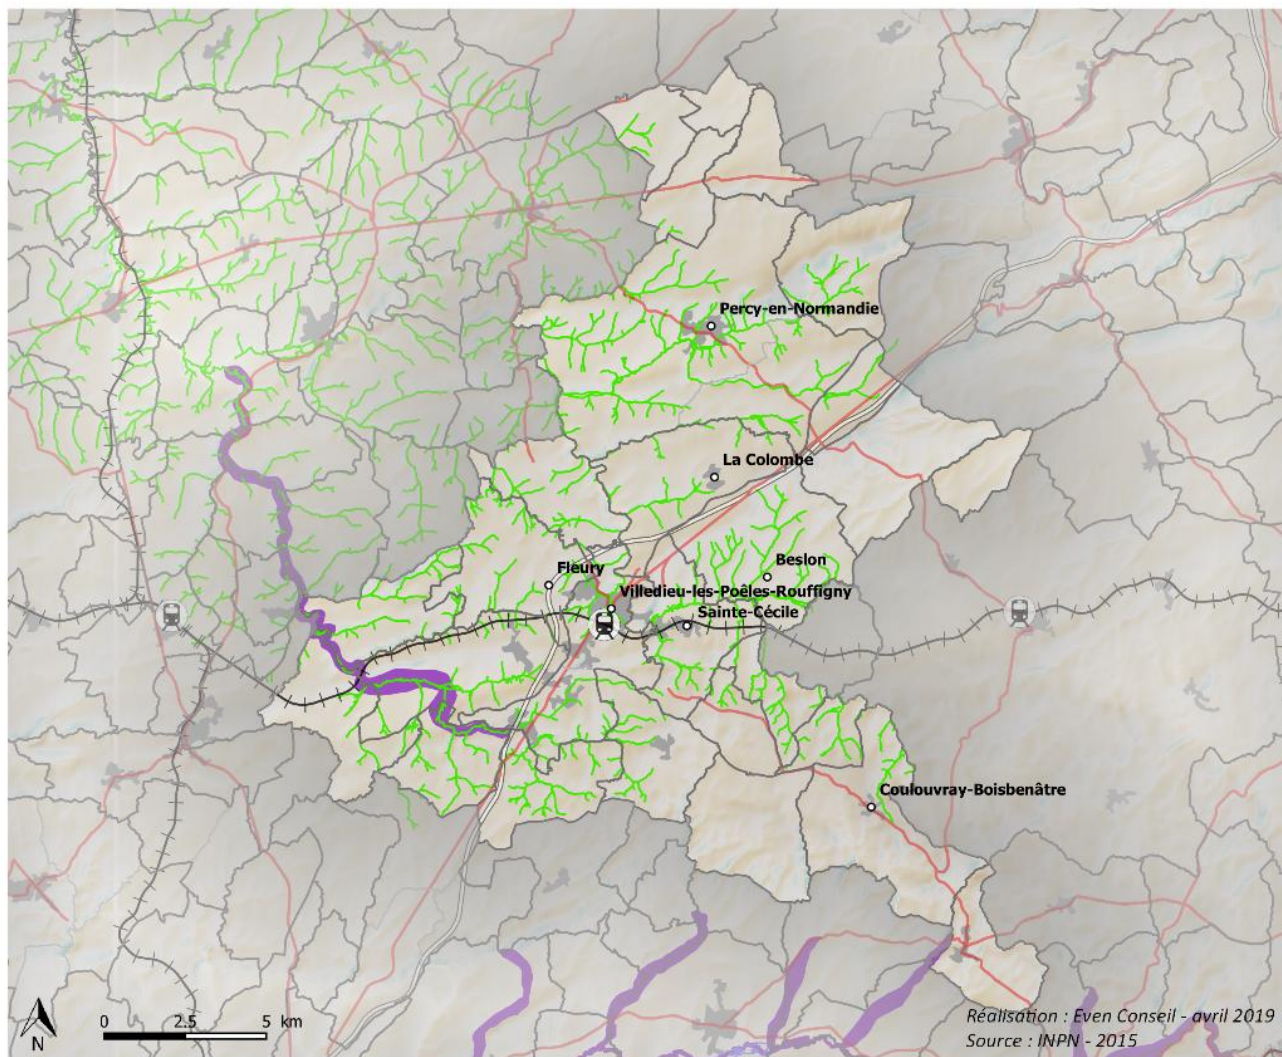 Percy-en-Normandie
La Colombe
Beslon
Fleury
Villedieu-les-Poêles-Rouffigny
Sainte-Cécile
Coulouvray-Boisbenâtre
0 2.5 5 km
N
Réalisation : Even Conseil - avril 2019
Source : INPN - 2015